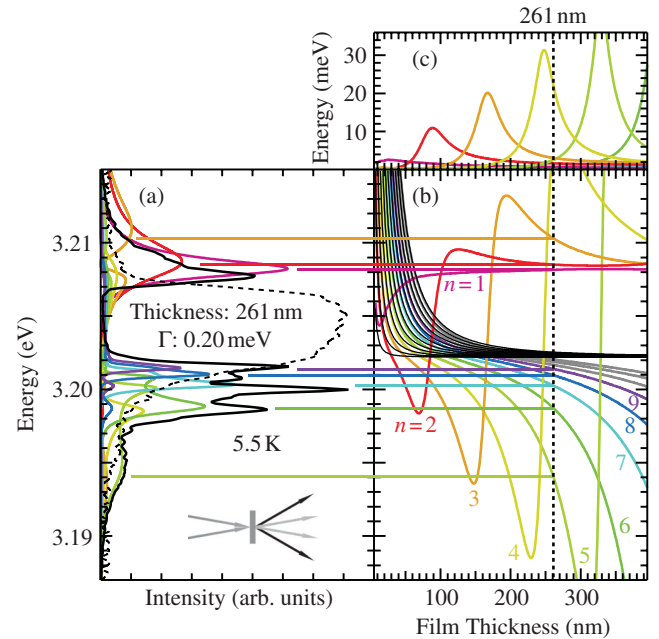 261 nm
(c)
Energy (meV)
30
20
10
(a)
(b)
3.21
3.20
3.19
Energy (eV)
Thickness: 261 nm
Γ: 0.20 meV
5.5 K
n=1
n=2
3
4
5
6
7
8
9
Intensity (arb. units)
100
200
300
Film Thickness (nm)